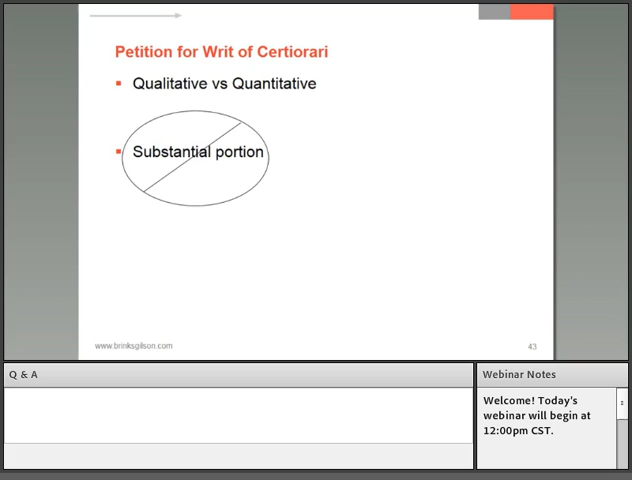 Petition for Writ of Certiorari
Qualitative vs Quantitative
Substantial portion
www.brinksgilson.com
43
Q & A
Webinar Notes
Welcome! Today's
webinar will begin at
12:00pm CST.